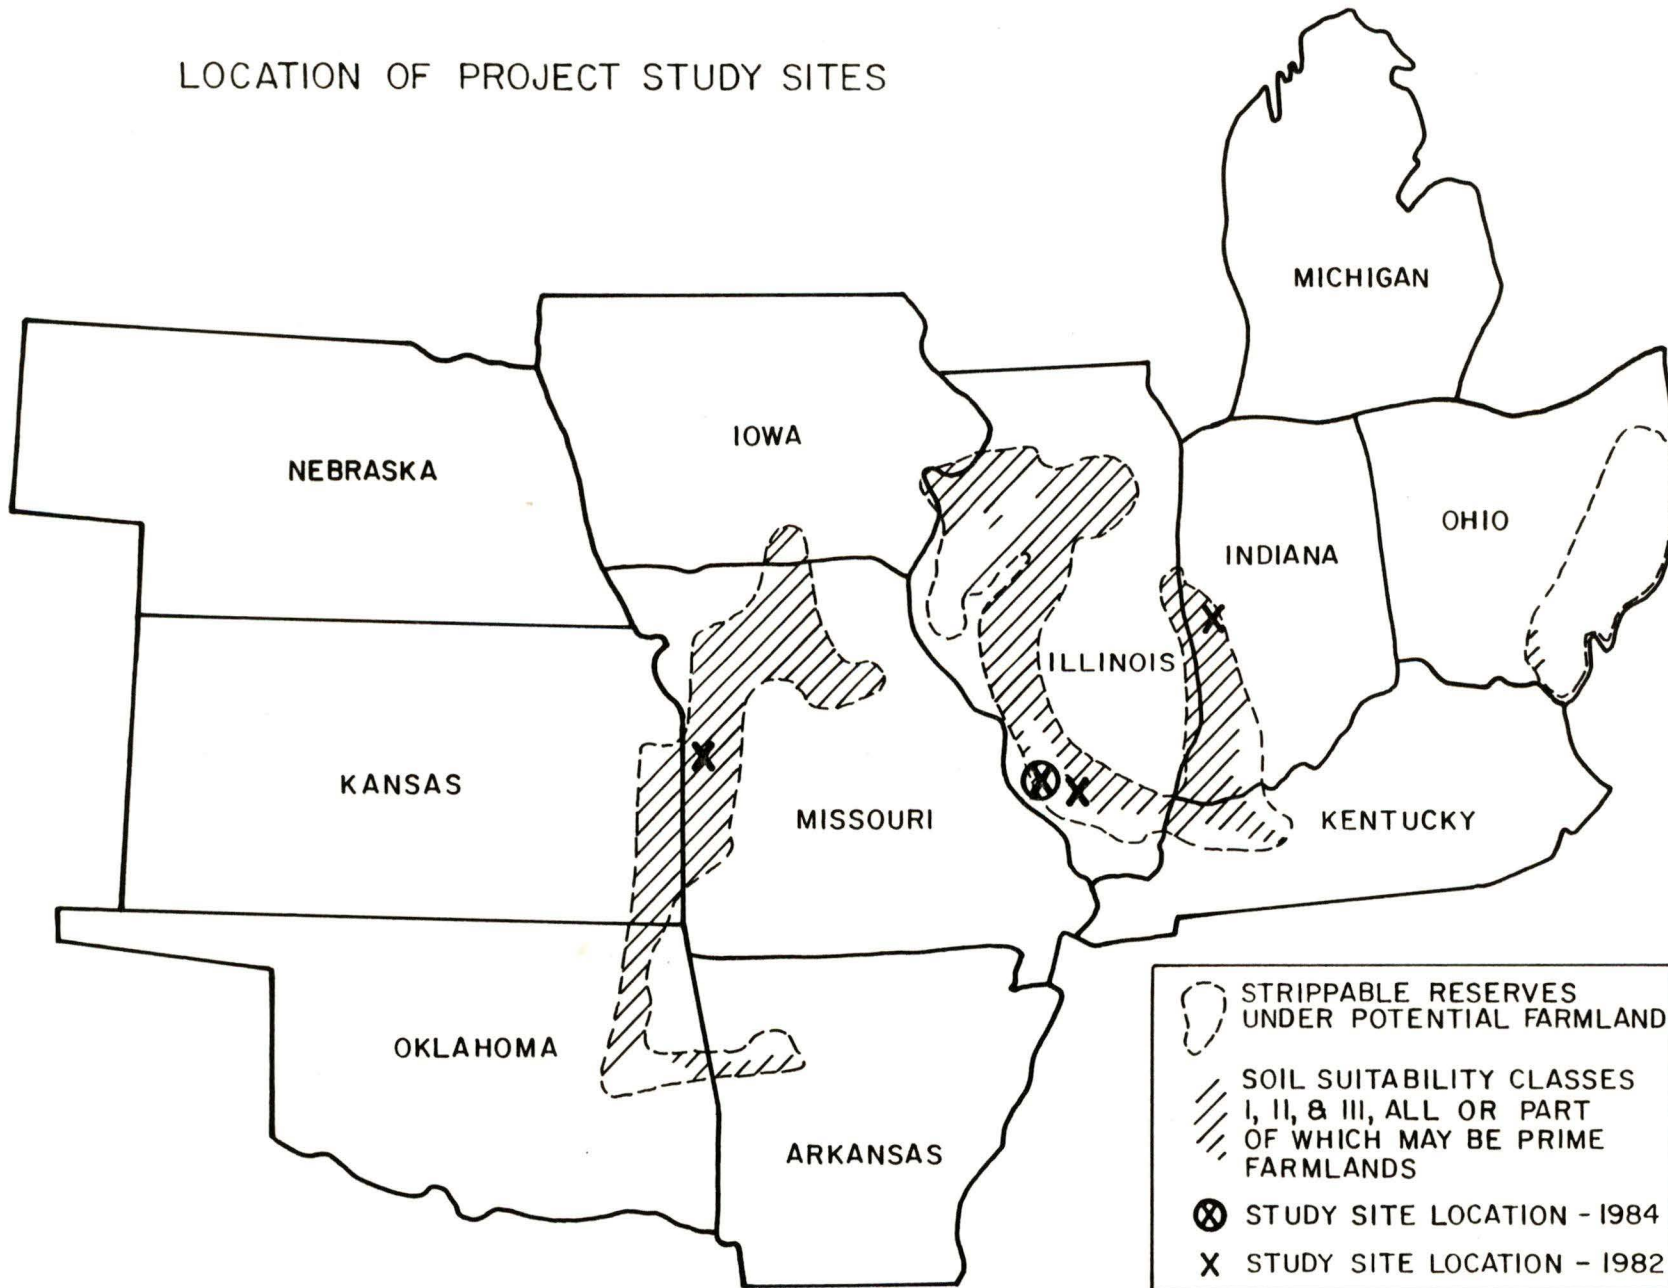 LOCATION OF PROJECT STUDY SITES
MICHIGAN
IOWA
NEBRASKA
OHIO
INDIANA
ILLINOIS
KANSAS
MISSOURI
KENTUCKY
OKLAHOMA
ARKANSAS
STRIPPABLE RESERVES
UNDER POTENTIAL FARMLAND
SOIL SUITABILITY CLASSES
I, II, & III, ALL OR PART
OF WHICH MAY BE PRIME
FARMLANDS
STUDY SITE LOCATION - 1984
X STUDY SITE LOCATION - 1982